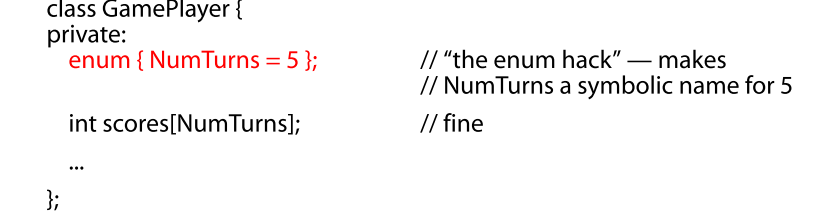 class GamePlayer {
private:
enum { NumTurns = 5 }; // “the enum hack” — makes
// NumTurns a symbolic name for 5
int scores[NumTurns]; // fine
...
};